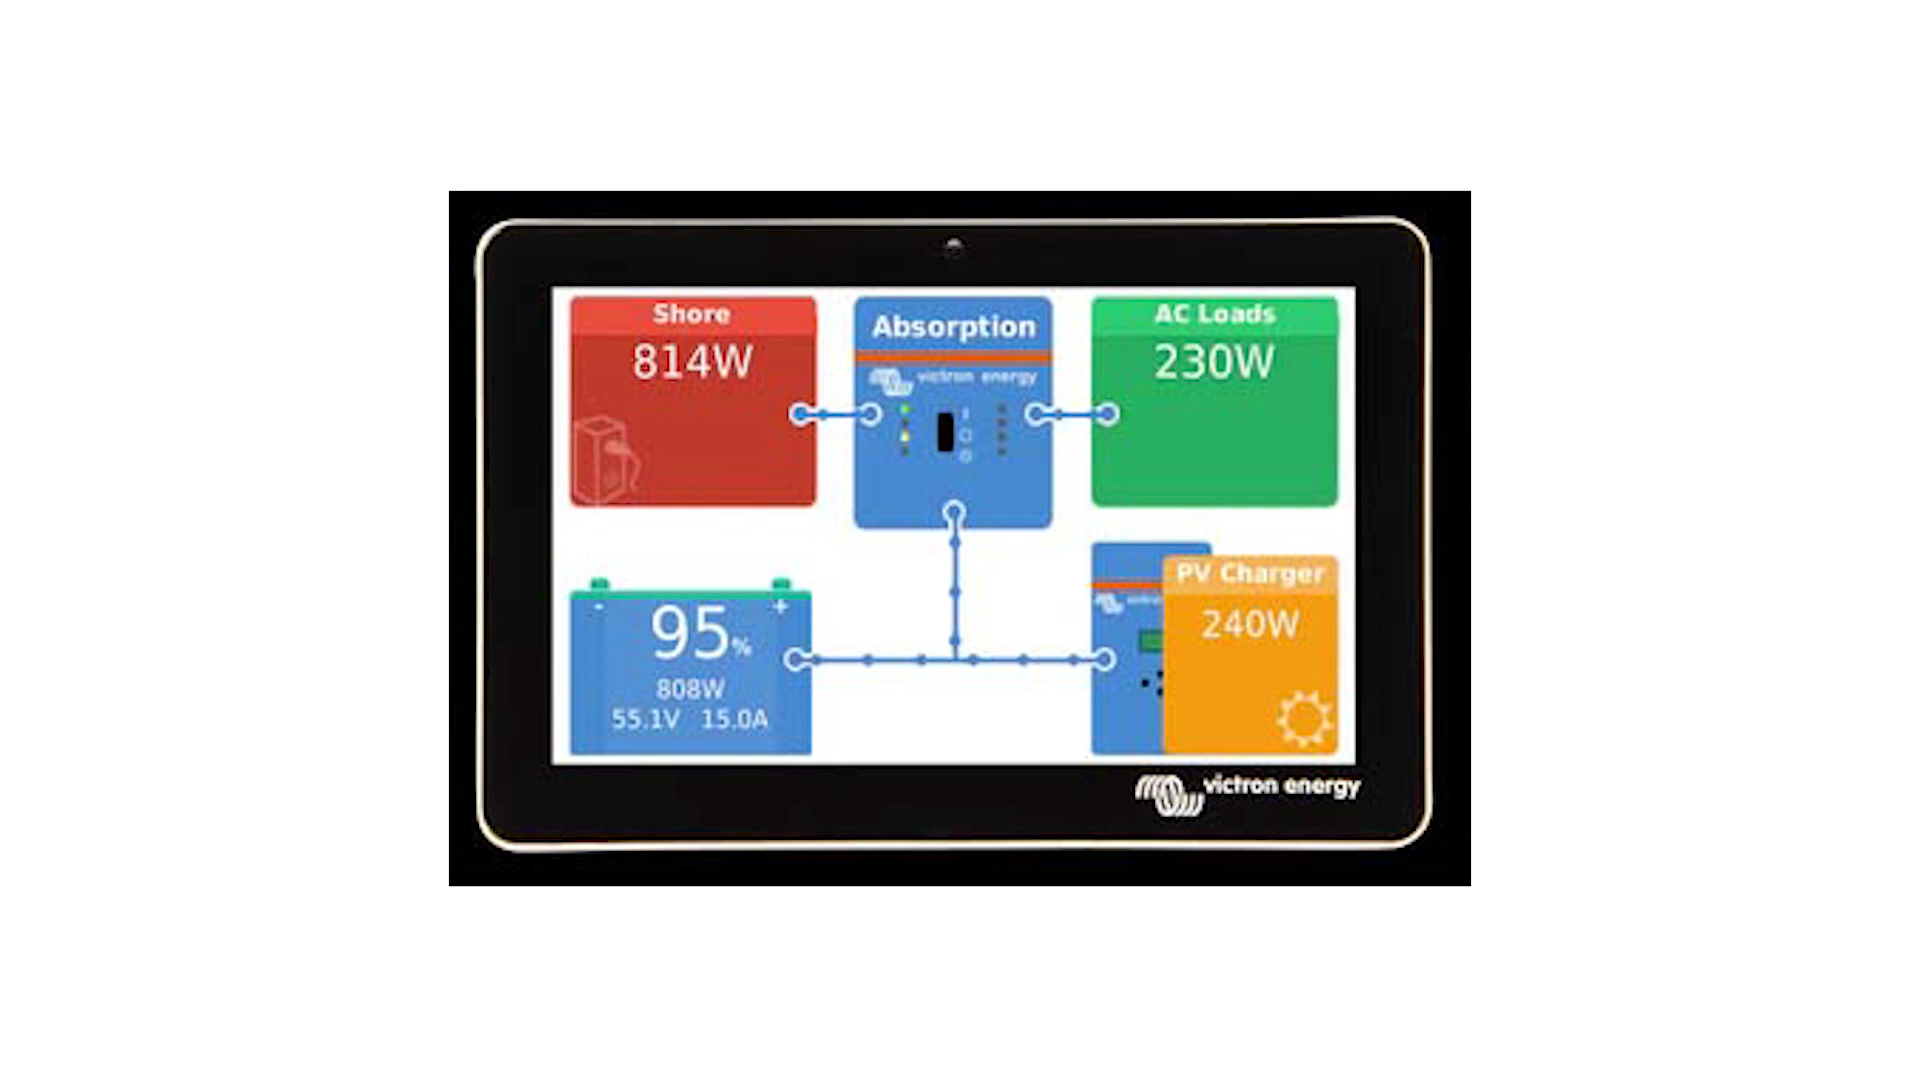 Shore
814W
Absorption
victron energy
AC Loads
230W
- +
95%
808W
55.1V 15.0A
PV Charger
240W
victron energy